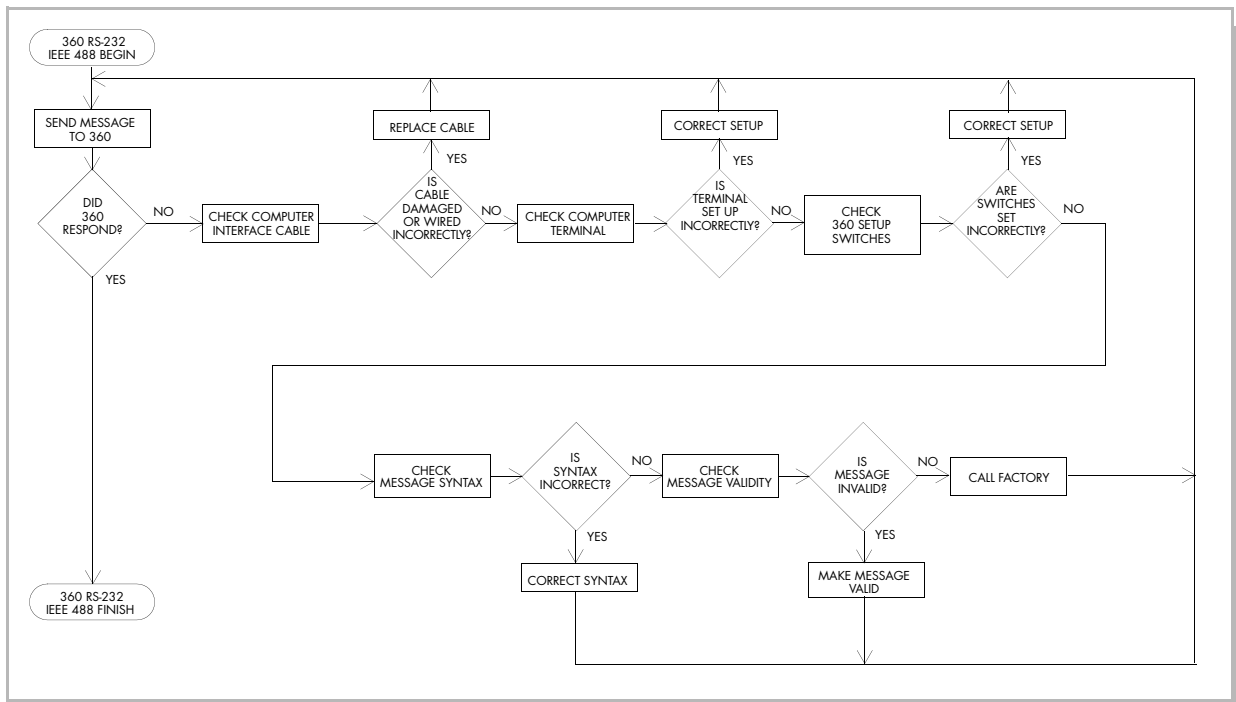 360 RS-232
IEEE 488 BEGIN
SEND MESSAGE
TO 360
DID
360
RESPOND?
NO
YES
CHECK COMPUTER
INTERFACE CABLE
REPLACE CABLE
YES
IS
CABLE
DAMAGED
OR WIRED
INCORRECTLY?
NO
CHECK COMPUTER
TERMINAL
CORRECT SETUP
YES
IS
TERMINAL
SET UP
INCORRECTLY?
NO
CHECK
360 SETUP
SWITCHES
CORRECT SETUP
YES
ARE
SWITCHES
SET
INCORRECTLY?
NO
CHECK
MESSAGE SYNTAX
IS
SYNTAX
INCORRECT?
NO
YES
CORRECT SYNTAX
CHECK
MESSAGE VALIDITY
IS
MESSAGE
INVALID?
NO
YES
MAKE MESSAGE
VALID
CALL FACTORY
360 RS-232
IEEE 488 FINISH